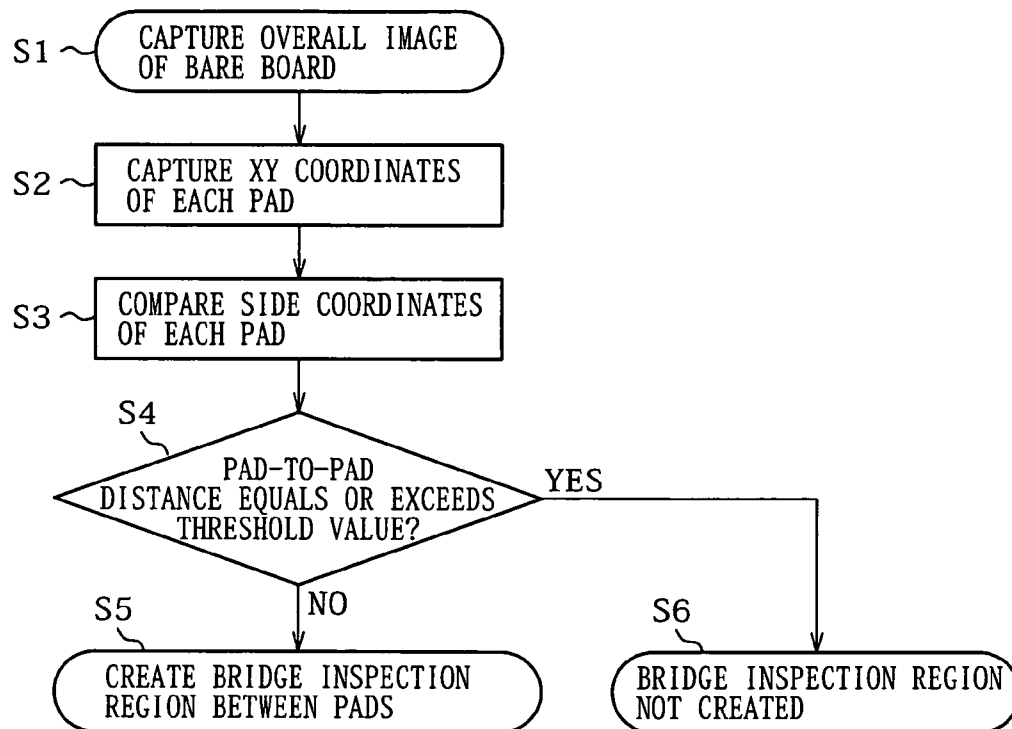 S1
CAPTURE OVERALL IMAGE
OF BARE BOARD
S2
CAPTURE XY COORDINATES
OF EACH PAD
S3
COMPARE SIDE COORDINATES
OF EACH PAD
S4
PAD-TO-PAD
DISTANCE EQUALS OR EXCEEDS
THRESHOLD VALUE?
YES
NO
S5
CREATE BRIDGE INSPECTION
REGION BETWEEN PADS
S6
BRIDGE INSPECTION REGION
NOT CREATED